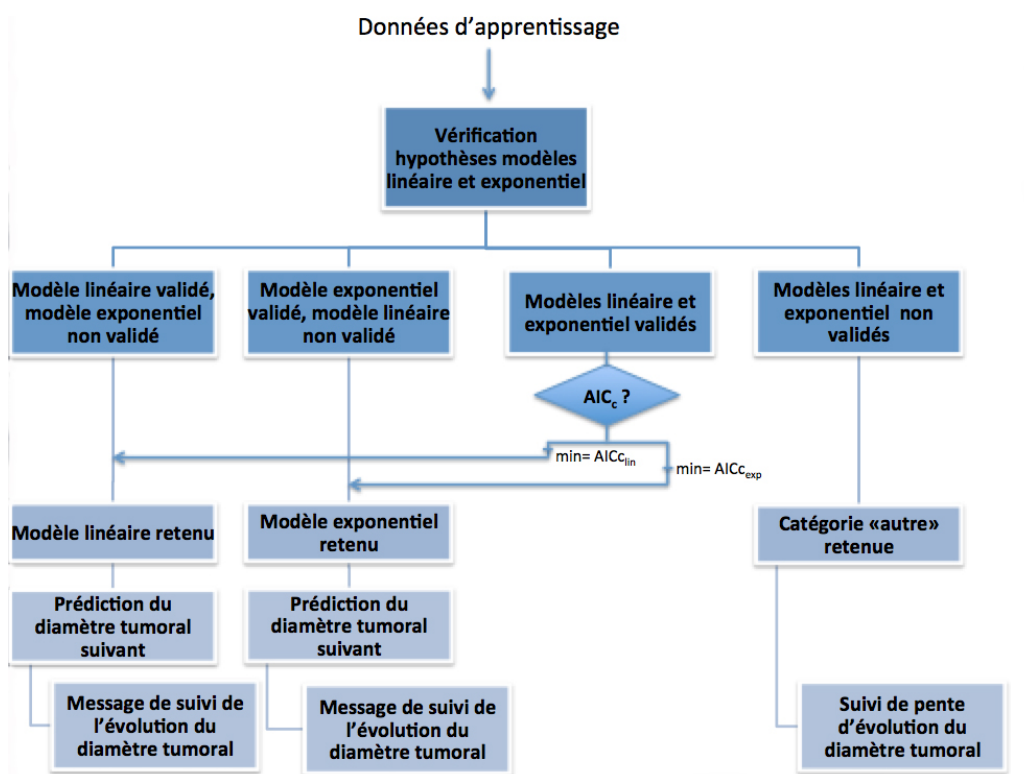 Données d'apprentissage
Vérification
hypothèses modèles
linéaire et exponentiel
Modèle linéaire validé,
modèle exponentiel
non validé
Modèle exponentiel
validé, modèle linéaire
non validé
Modèles linéaire et
exponentiel validés
Modèles linéaire et
exponentiel non
validés
AICc ?
min= AICclin
min= AICcexp
Modèle linéaire retenu
Modèle exponentiel
retenu
Catégorie «autre»
retenue
Prédiction du
diamètre tumoral
suivant
Prédiction du
diamètre tumoral
suivant
Message de suivi de
l'évolution du
diamètre tumoral
Message de suivi de
l'évolution du
diamètre tumoral
Suivi de pente
d'évolution du
diamètre tumoral